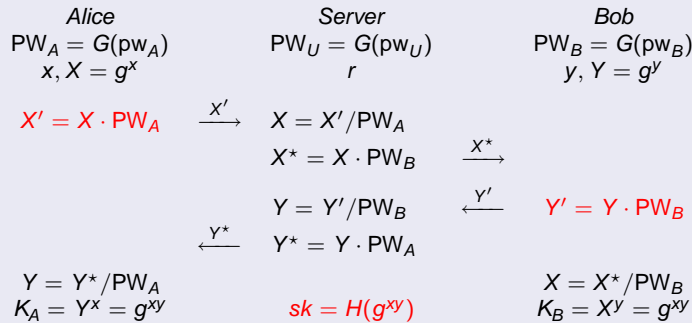 Alice Server Bob
PW_A = G(pw_A) PW_U = G(pw_U) PW_B = G(pw_B)
x, X = g^x r y, Y = g^y
X′ = X · PW_A X′ ⟶ X = X′/PW_A
X⋆ = X · PW_B X⋆ ⟶
Y = Y′/PW_B Y′ ⟵ Y′ = Y · PW_B
Y⋆ ⟵ Y⋆ = Y · PW_A
Y = Y⋆/PW_A X = X⋆/PW_B
K_A = Y^x = g^xy sk = H(g^xy) K_B = X^y = g^xy